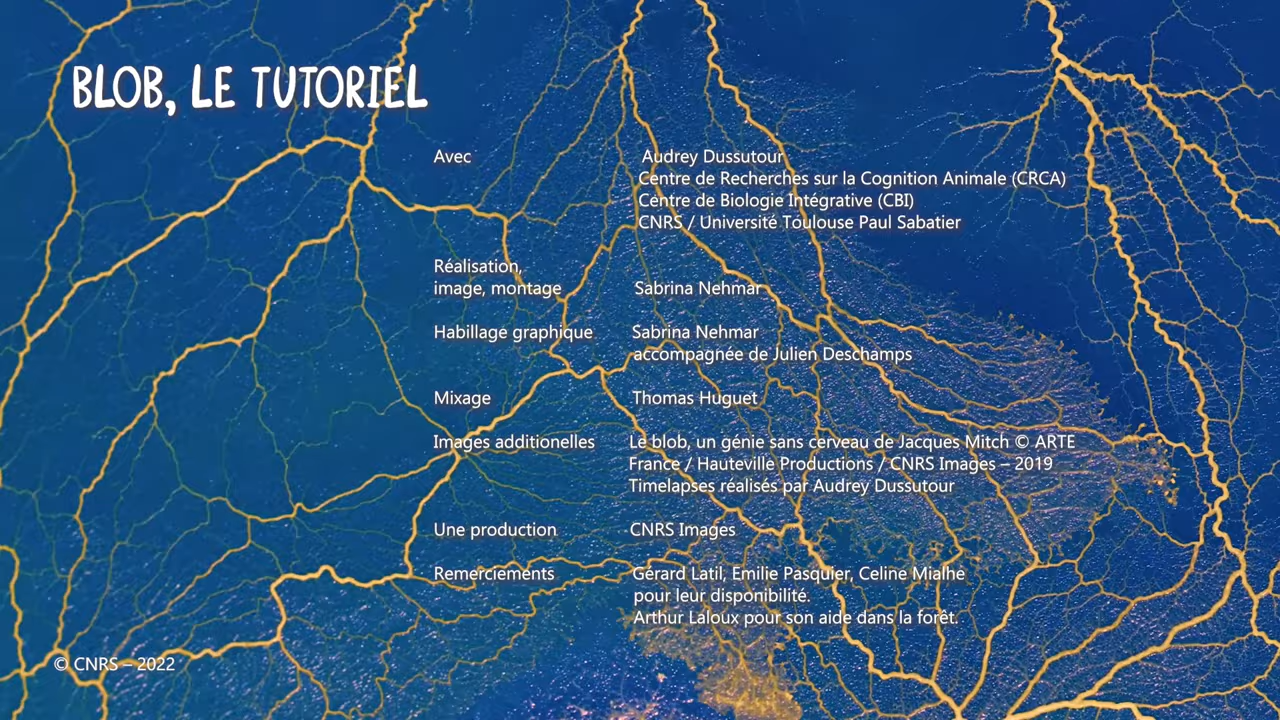 BLOB, LE TUTORIEL
Avec Audrey Dussutour
Centre de Recherches sur la Cognition Animale (CRCA)
Centre de Biologie Intégrative (CBI)
CNRS / Université Toulouse Paul Sabatier
Réalisation,
image, montage Sabrina Nehmar
Habillage graphique Sabrina Nehmar
accompagnée de Julien Deschamps
Mixage Thomas Huguet
Images additionelles Le blob, un génie sans cerveau de Jacques Mitch © ARTE
France / Hauteville Productions / CNRS Images – 2019
Timelapses réalisés par Audrey Dussutour
Une production CNRS Images
Remerciements Gérard Latil, Emilie Pasquier, Celine Mialhe
pour leur disponibilité.
Arthur Laloux pour son aide dans la forêt.
© CNRS – 2022